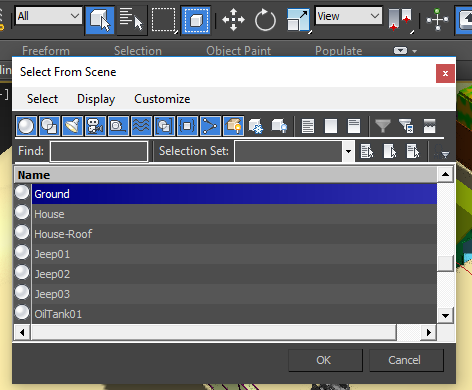 All
View
Freeform Selection Object Paint Populate
Select From Scene
Select Display Customize
Find: Selection Set:
Name
Ground
House
House-Roof
Jeep01
Jeep02
Jeep03
OilTank01
OK Cancel